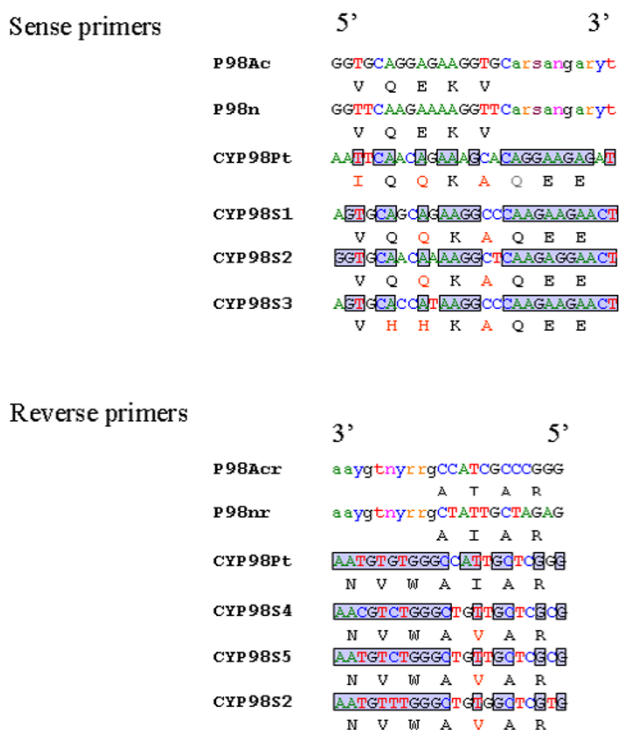 Sense primers 5’ 3’
P98Ac GGTGCAGGAGAAGGTGCarsangaryt
V Q E K V
P98n GGTTCAAGAAAAGGTTCarsangaryt
V Q E K V
CYP98Pt AATTCAACAGAAAGCACAGGAAGAGAT
I Q Q K A Q E E
CYP98S1 AGTGCAGCAGAAGGCCCAAGAAGAACT
V Q Q K A Q E E
CYP98S2 GGTGCAACAAAAGGCTCAAGAGGAACT
V Q Q K A Q E E
CYP98S3 AGTGCACCATAAGGCCCAAGAAGAACT
V H H K A Q E E
Reverse primers
3’ 5’
P98Acr aaygtnyrrgCCATCGCCCGGG
A I A R
P98nr aaygtnyrrgCTATTGCTAGAG
A I A R
CYP98Pt AATGTGTGGGCCATTGCTCGGG
N V W A I A R
CYP98S4 AACGTCTGGGCTGTTGCTCGCG
N V W A V A R
CYP98S5 AATGTCTGGGCTGTTGCTCGCG
N V W A V A R
CYP98S2 AATGTTTGGGCTGTGGCTCGTG
N V W A V A R